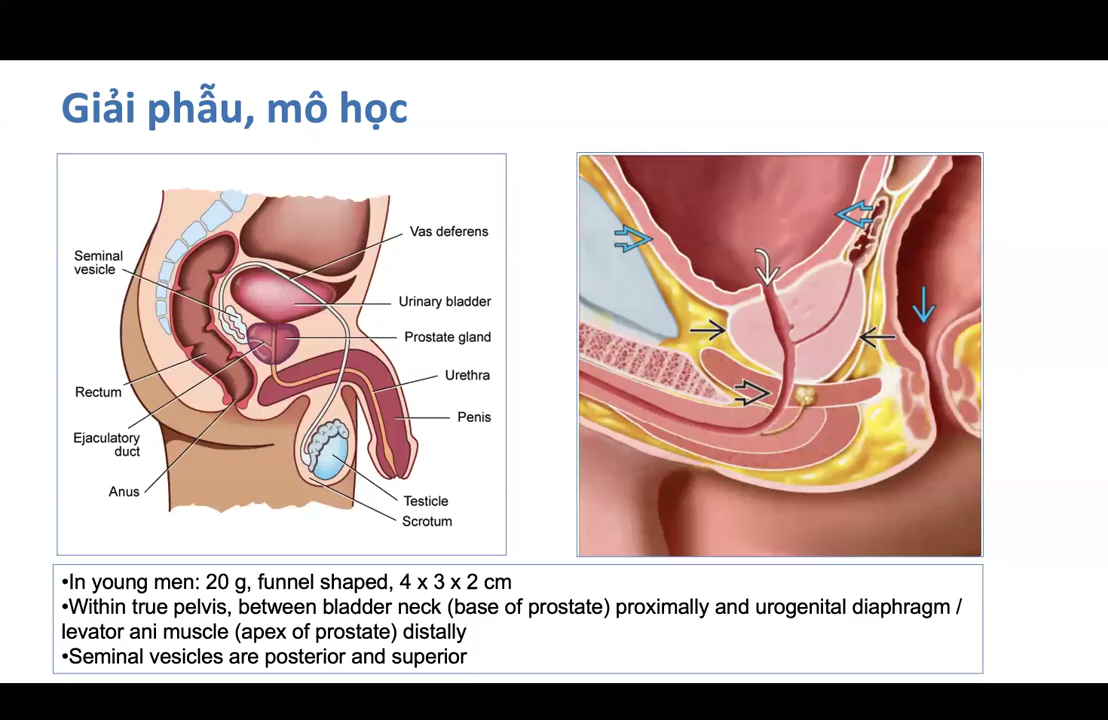 Giải phẫu, mô học
Seminal
vesicle
Rectum
Ejaculatory
duct
Anus
Vas deferens
Urinary bladder
Prostate gland
Urethra
Penis
Testicle
Scrotum
•In young men: 20 g, funnel shaped, 4 x 3 x 2 cm
•Within true pelvis, between bladder neck (base of prostate) proximally and urogenital diaphragm /
levator ani muscle (apex of prostate) distally
•Seminal vesicles are posterior and superior